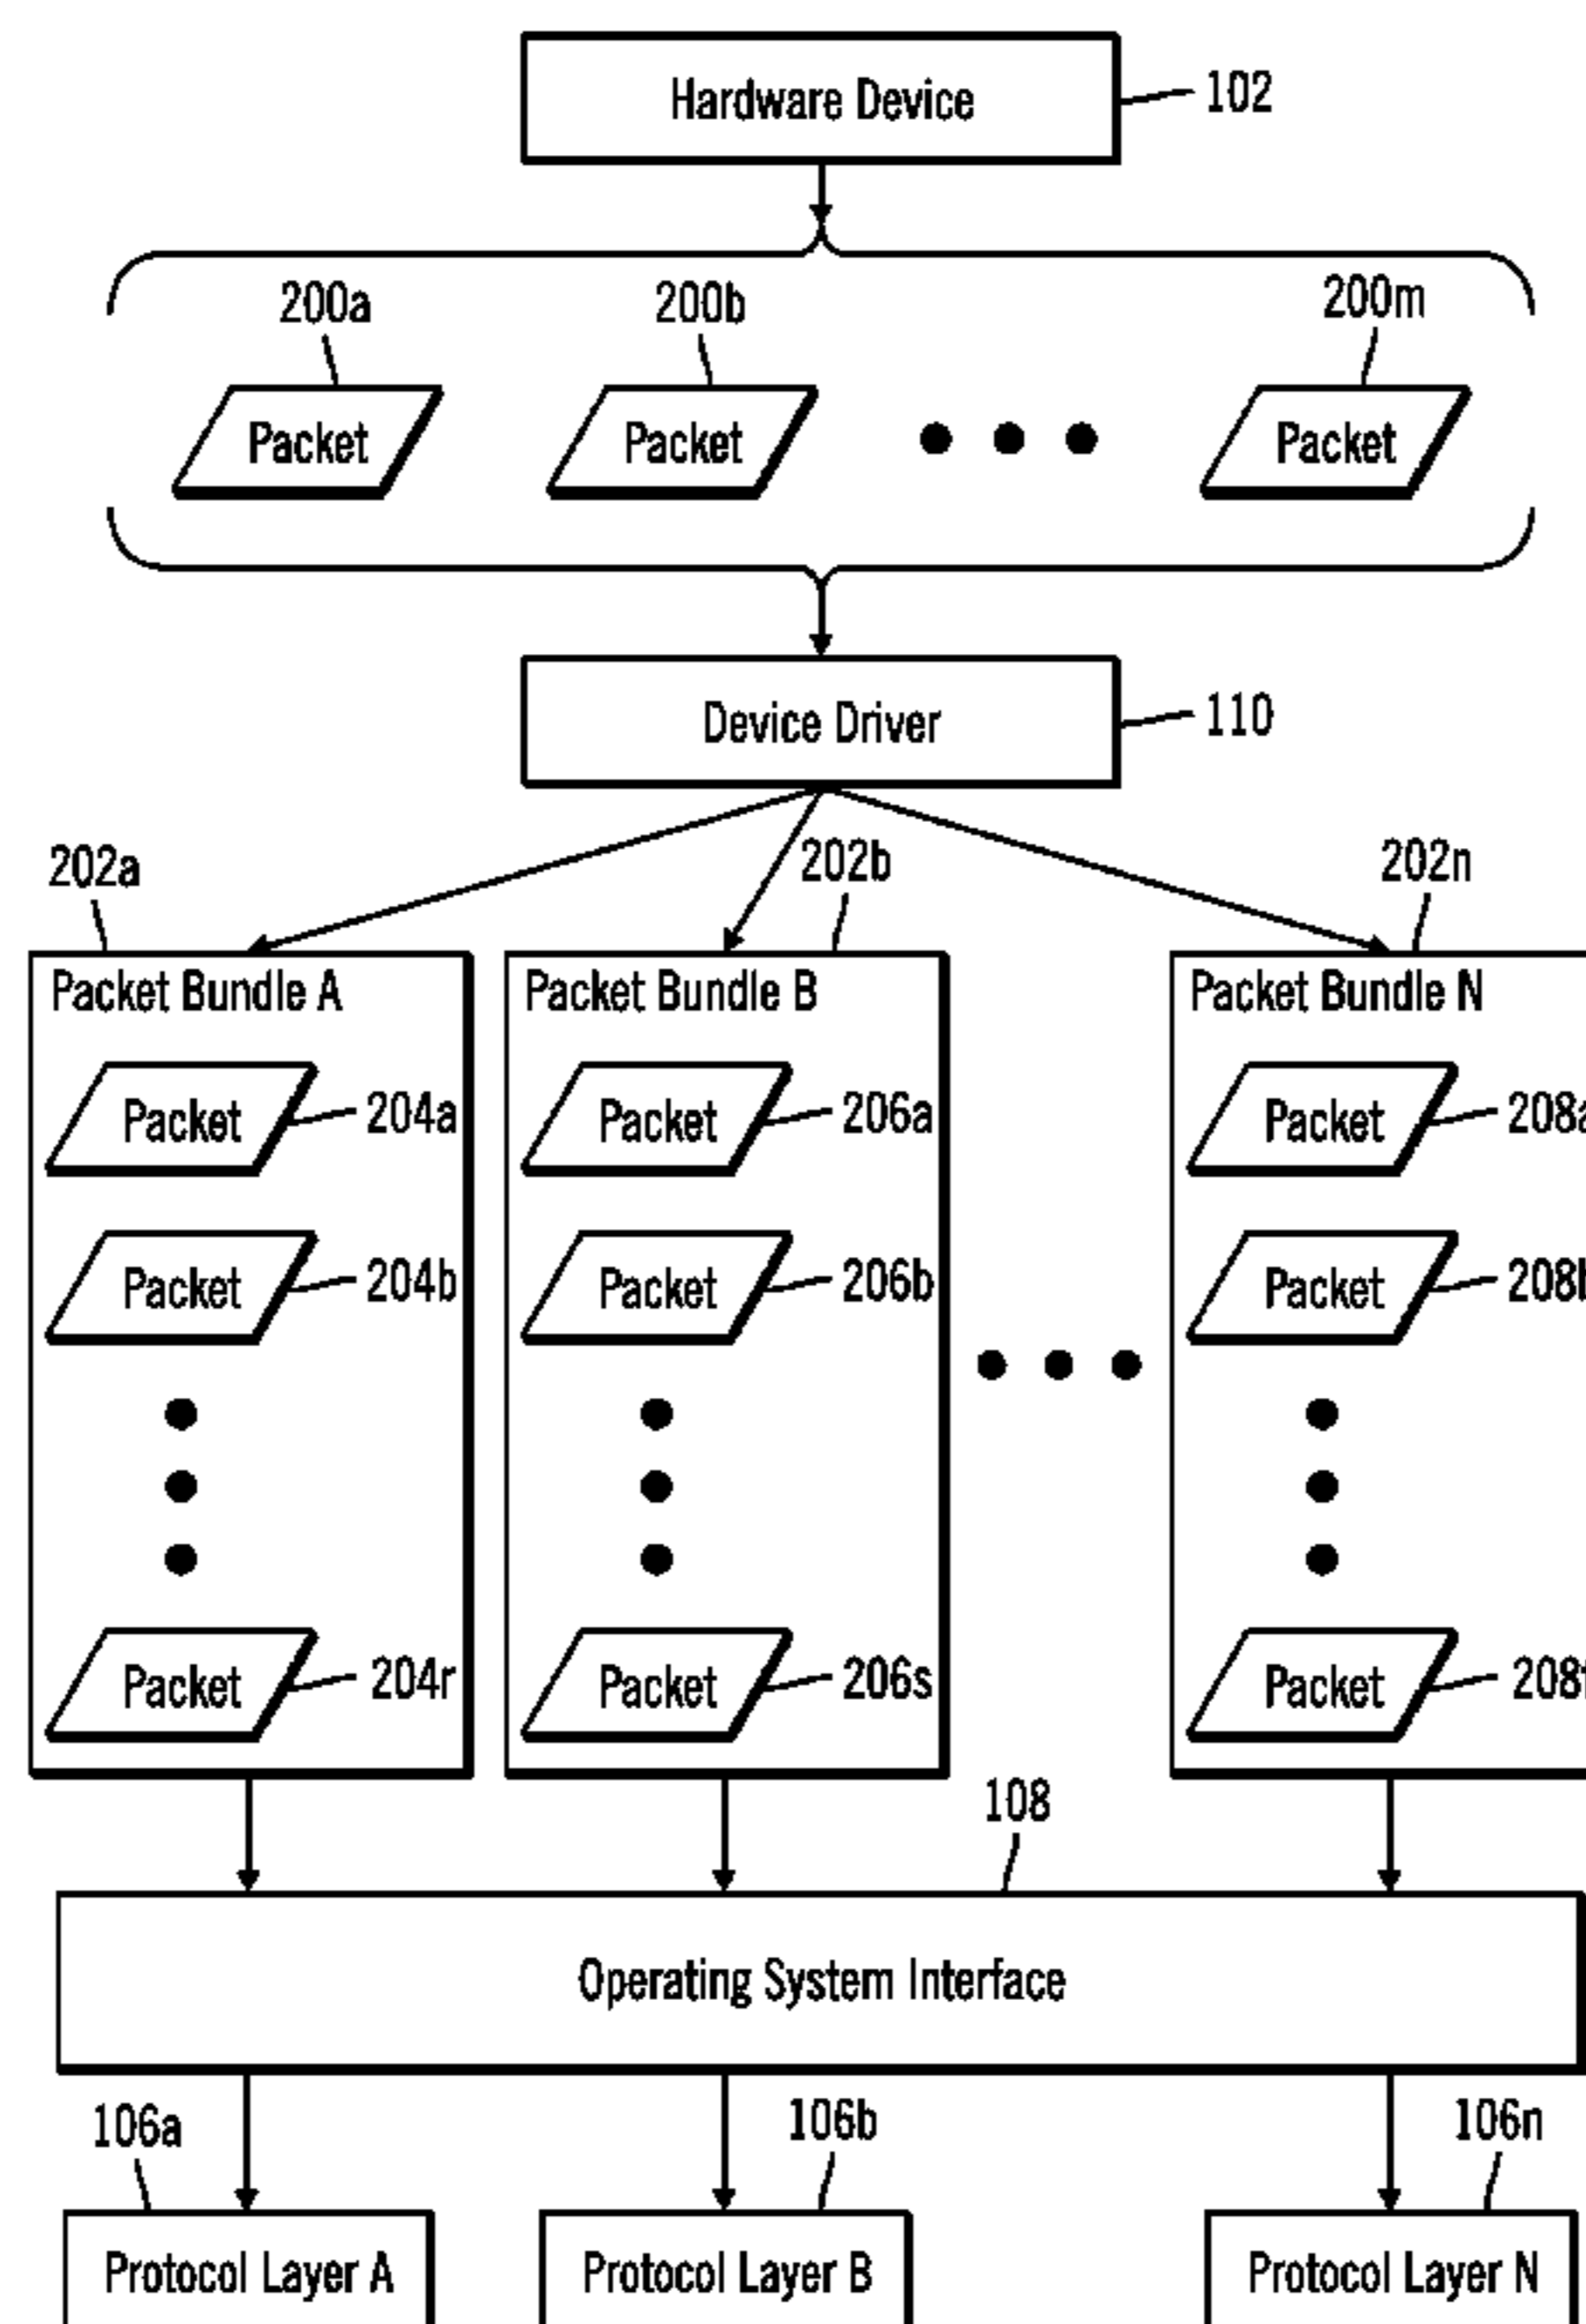 Hardware Device
102
200a
200b
200m
Packet
Packet
Packet
Device Driver
110
202a
202b
202n
Packet Bundle A
Packet Bundle B
Packet Bundle N
Packet
204a
Packet
206a
Packet
Packet
204b
Packet
206b
Packet
Packet
204r
Packet
206s
Packet
108
Operating System Interface
106a
106b
106n
Protocol Layer A
Protocol Layer B
Protocol Layer N